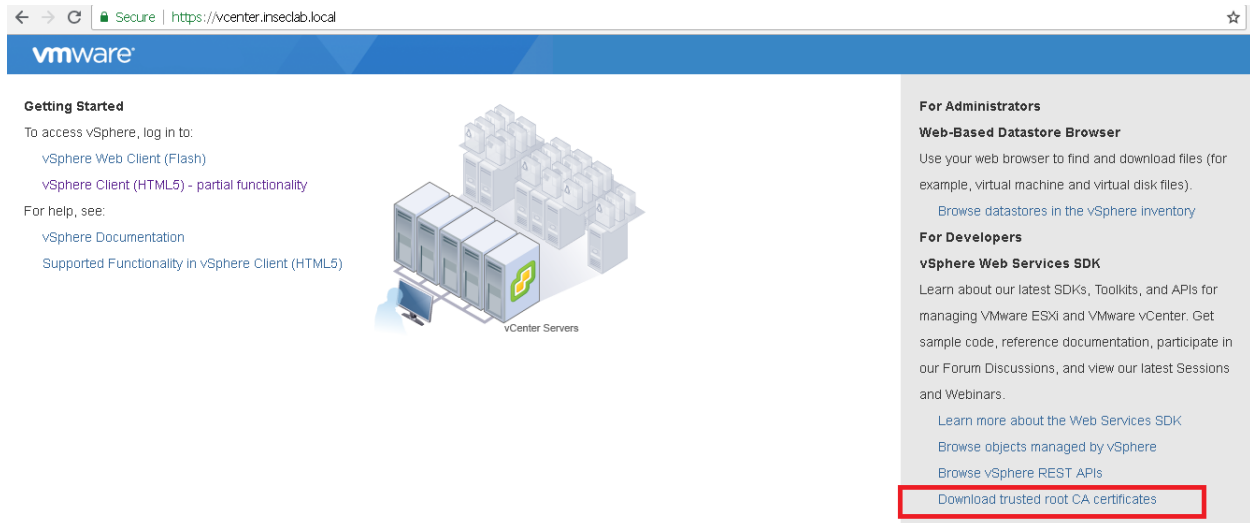 Secure | https://vcenter.inseclab.local
vmware®
Getting Started
To access vSphere, log in to:
vSphere Web Client (Flash)
vSphere Client (HTML5) - partial functionality
For help, see:
vSphere Documentation
Supported Functionality in vSphere Client (HTML5)
vCenter Servers
For Administrators
Web-Based Datastore Browser
Use your web browser to find and download files (for
example, virtual machine and virtual disk files).
Browse datastores in the vSphere inventory
For Developers
vSphere Web Services SDK
Learn about our latest SDKs, Toolkits, and APIs for
managing VMware ESXi and VMware vCenter. Get
sample code, reference documentation, participate in
our Forum Discussions, and view our latest Sessions
and Webinars.
Learn more about the Web Services SDK
Browse objects managed by vSphere
Browse vSphere REST APIs
Download trusted root CA certificates